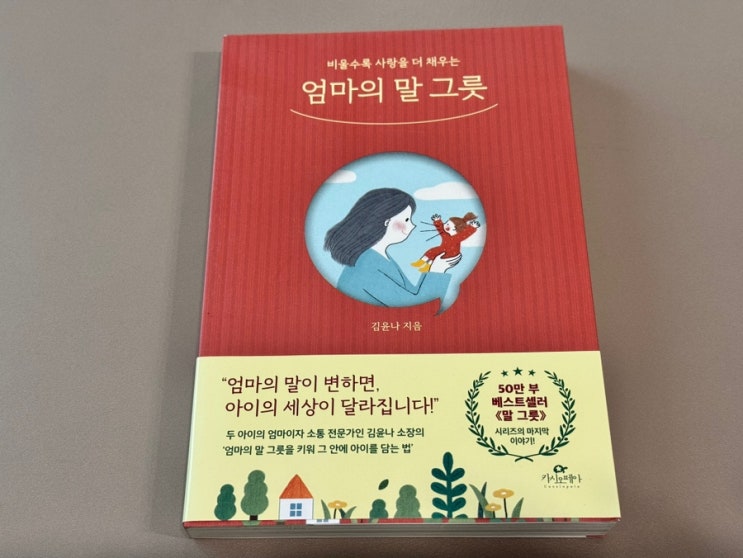 비울수록 사랑을 더 채우는
엄마의 말 그릇
김윤나 지음
“엄마의 말이 변하면,
아이의 세상이 달라집니다!”
두 아이의 엄마이자 소통 전문가인 김윤나 소장의
‘엄마의 말 그릇을 키워 그 안에 아이를 담는 법’
50만 부
베스트셀러
《말 그릇》
시리즈의 마지막
이야기!
카시오페아
Cassiopeia